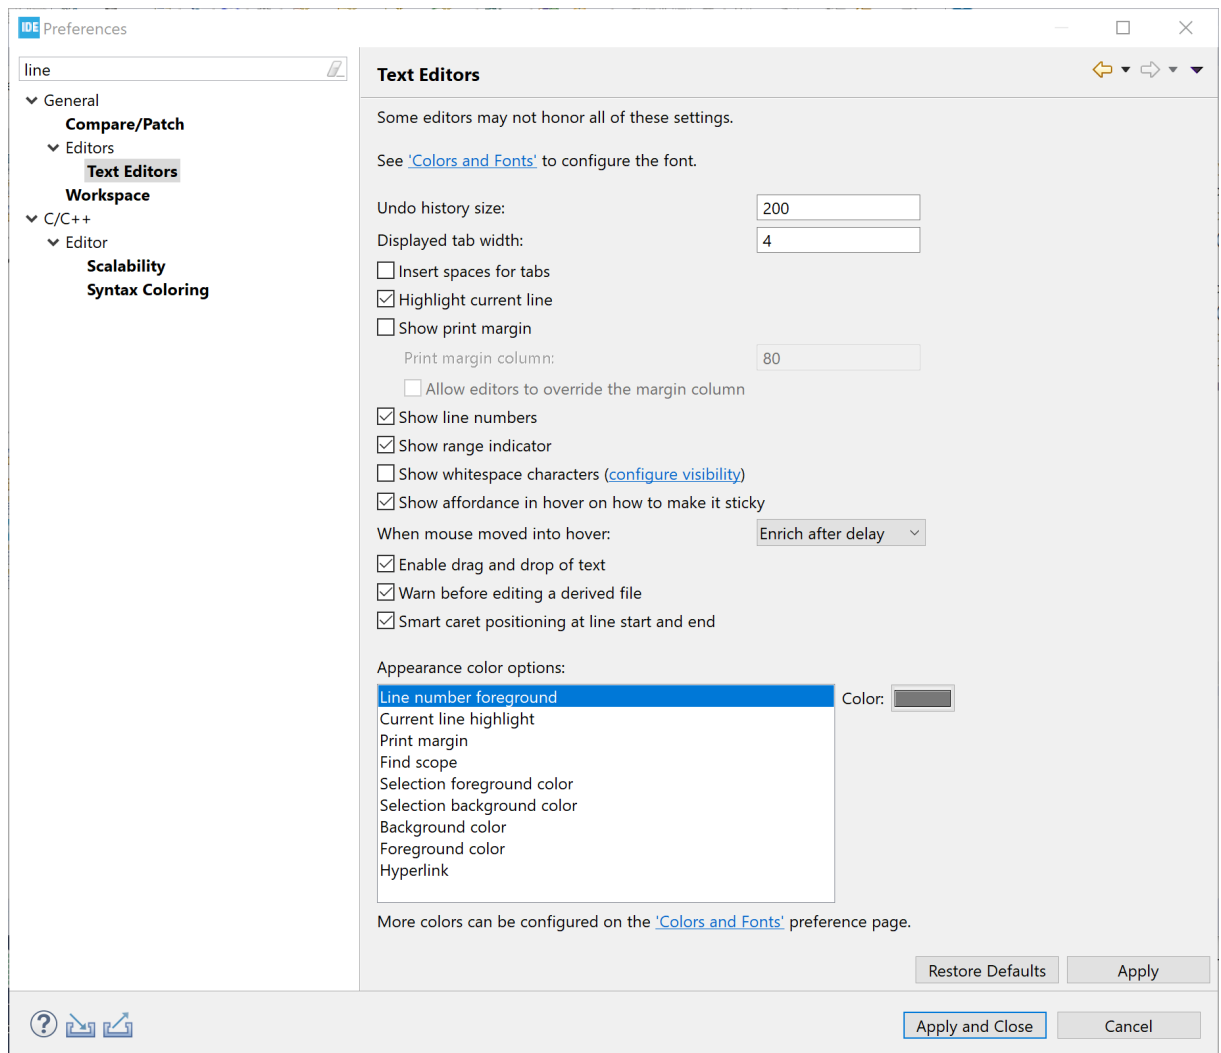 IDE Preferences
line
General
Compare/Patch
Editors
Text Editors
Workspace
C/C++
Editor
Scalability
Syntax Coloring
Text Editors
Some editors may not honor all of these settings.
See 'Colors and Fonts' to configure the font.
Undo history size: 200
Displayed tab width: 4
Insert spaces for tabs
Highlight current line
Show print margin
Print margin column: 80
Allow editors to override the margin column
Show line numbers
Show range indicator
Show whitespace characters (configure visibility)
Show affordance in hover on how to make it sticky
When mouse moved into hover: Enrich after delay
Enable drag and drop of text
Warn before editing a derived file
Smart caret positioning at line start and end
Appearance color options:
Line number foreground Color:
Current line highlight
Print margin
Find scope
Selection foreground color
Selection background color
Background color
Foreground color
Hyperlink
More colors can be configured on the 'Colors and Fonts' preference page.
Restore Defaults Apply
? Apply and Close Cancel